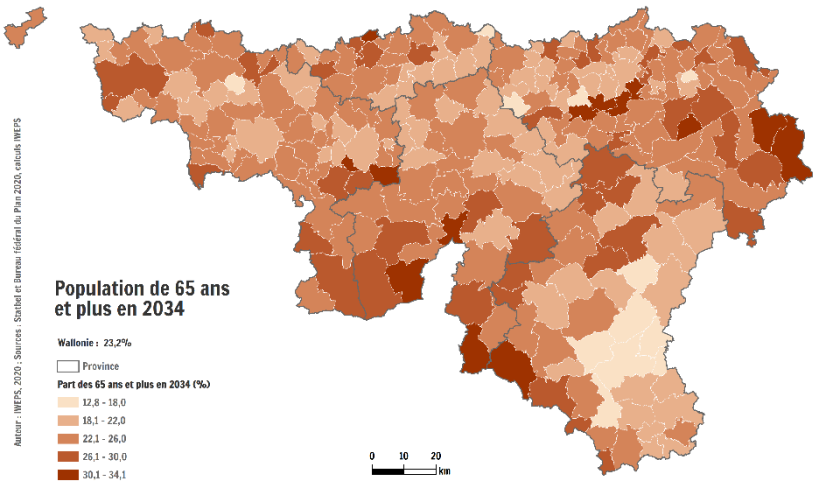 Population de 65 ans
et plus en 2034
Wallonie : 23,2%
Province
Part des 65 ans et plus en 2034 (%)
12,8 - 18,0
18,1 - 22,0
22,1 - 26,0
26,1 - 30,0
30,1 - 34,1
0 10 20
km
Auteur : IWEPS, 2020 ; Sources : Statbel et Bureau fédéral du Plan 2020, calculs IWEPS